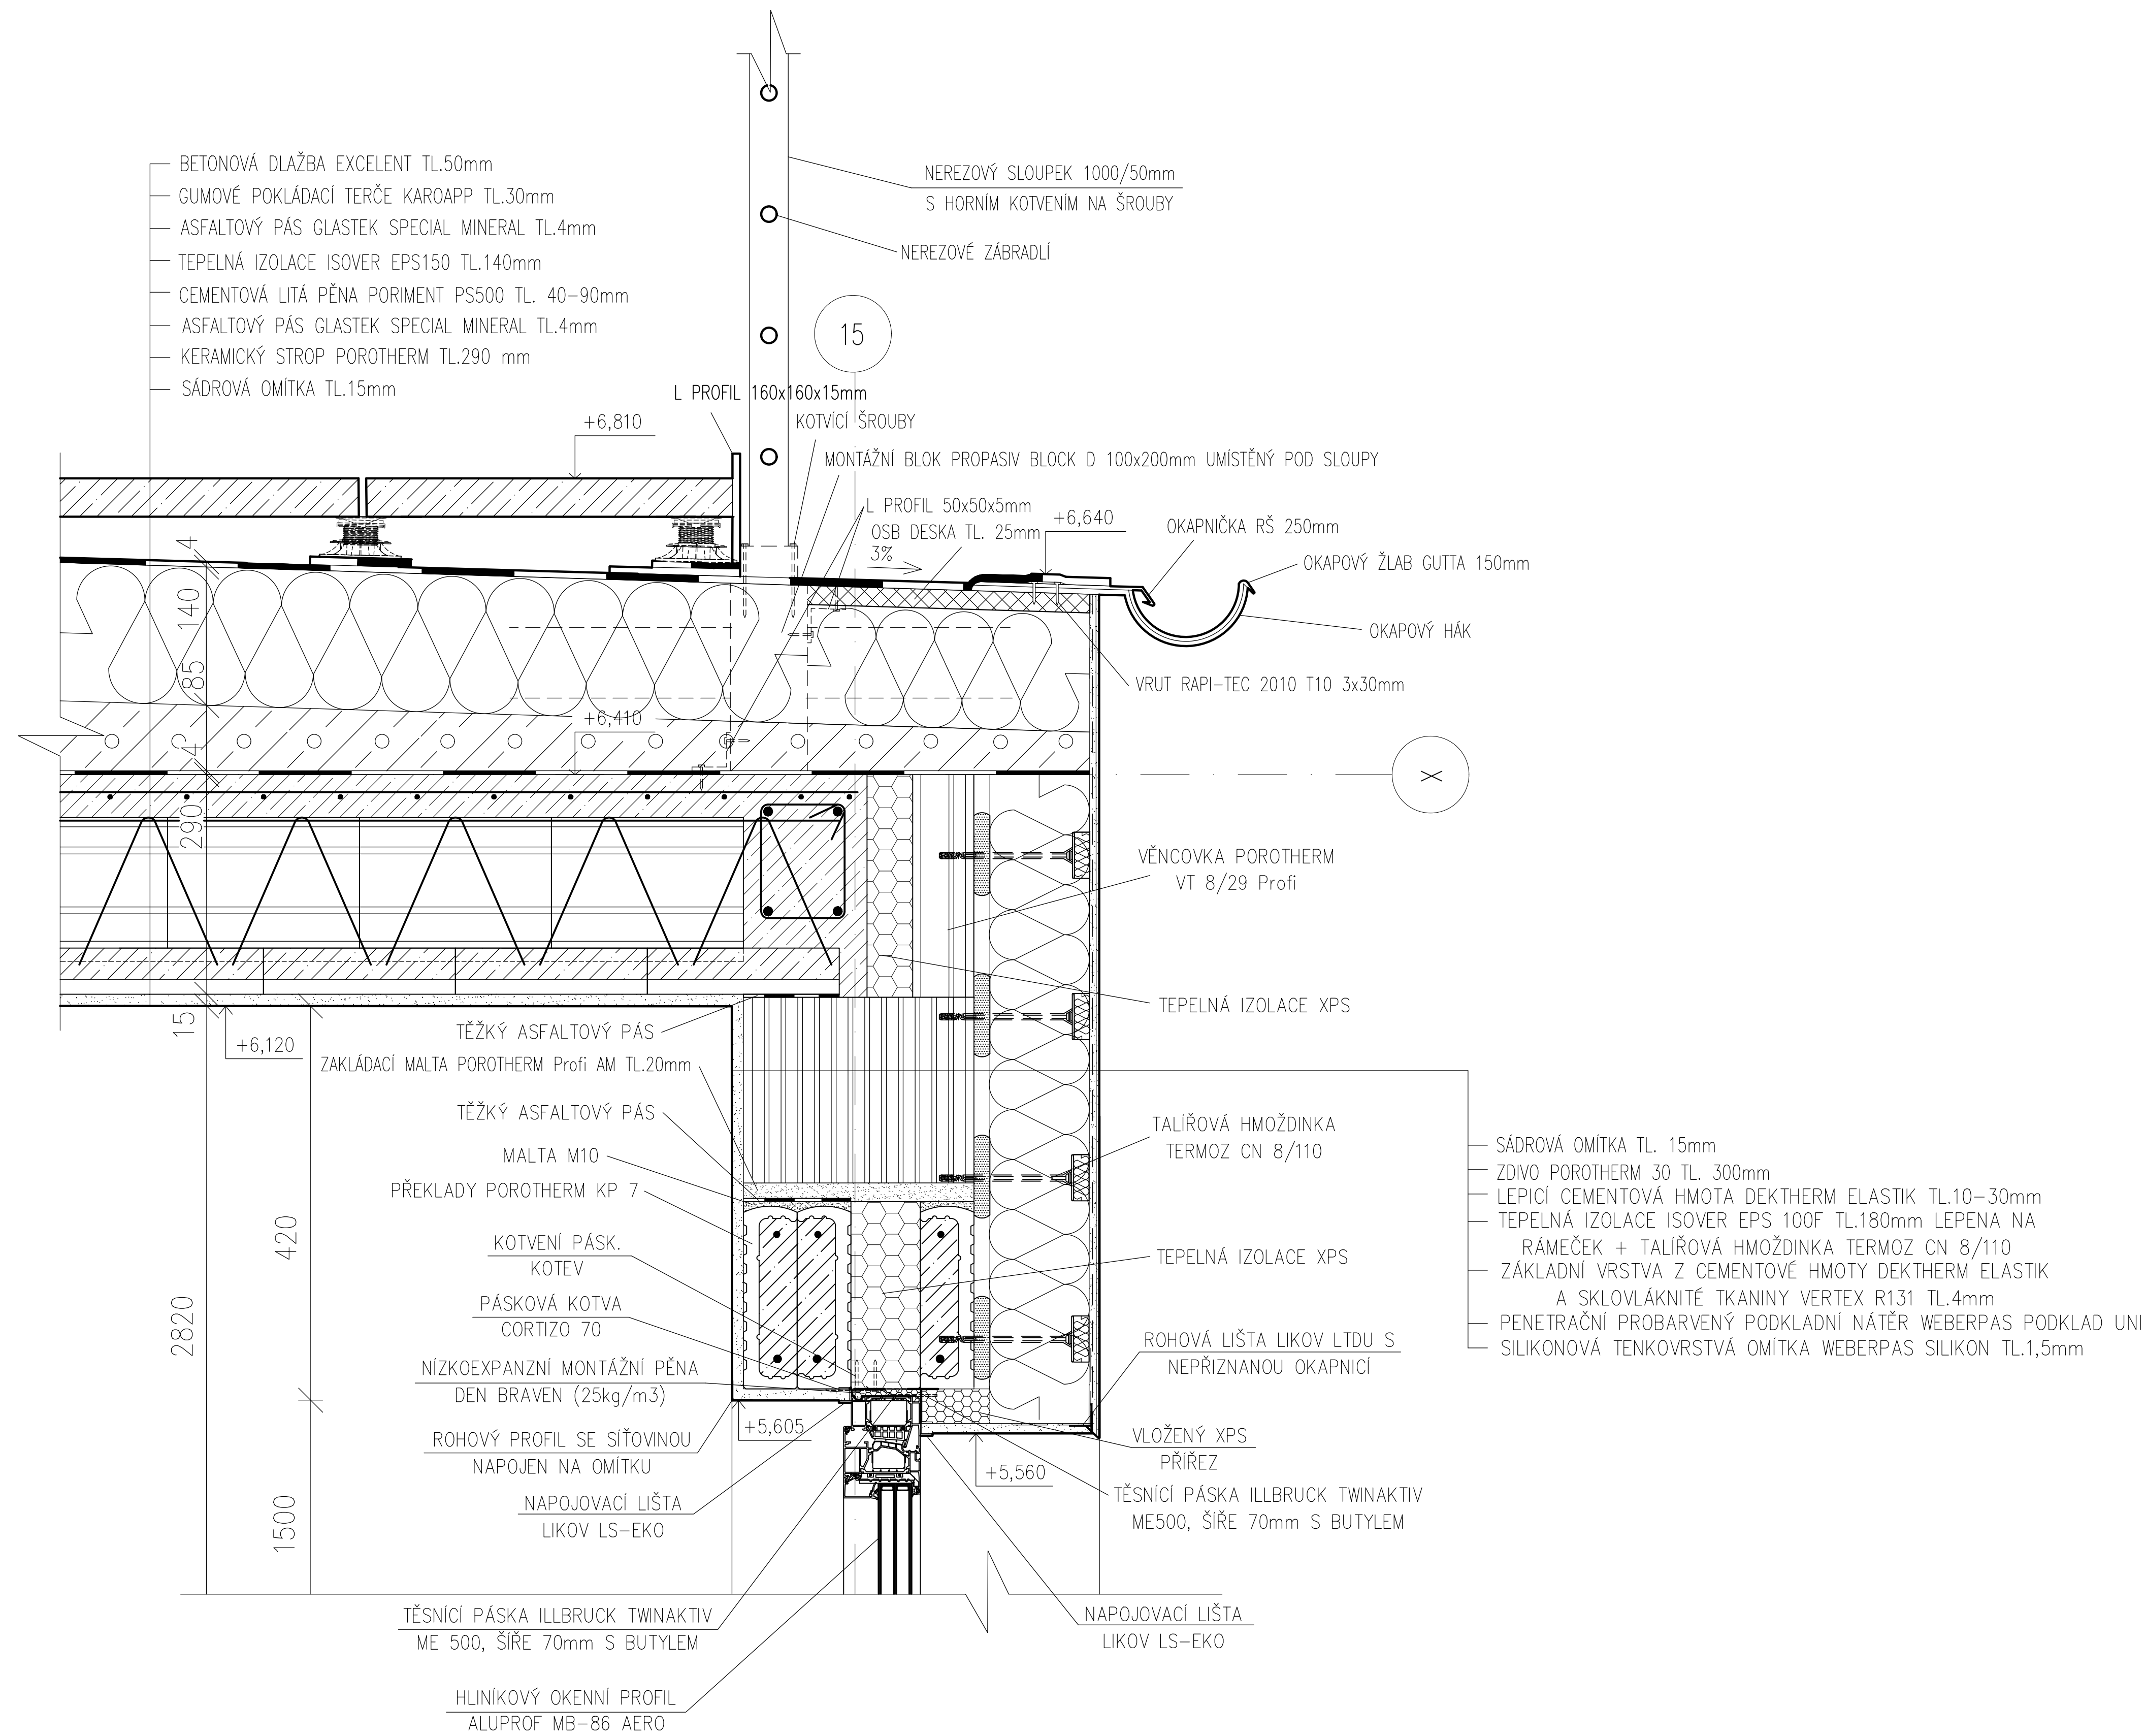 BETONOVÁ DLAŽBA EXCELENT TL.50mm
GUMOVÉ POKLÁDACÍ TERČE KAROAPP TL.30mm
ASFALTOVÝ PÁS GLASTEK SPECIAL MINERAL TL.4mm
TEPELNÁ IZOLACE ISOVER EPS150 TL.140mm
CEMENTOVÁ LITÁ PĚNA PORIMENT PS500 TL. 40-90mm
ASFALTOVÝ PÁS GLASTEK SPECIAL MINERAL TL.4mm
KERAMICKÝ STROP POROTHERM TL.290 mm
SÁDROVÁ OMÍTKA TL.15mm
NEREZOVÝ SLOUPEK 1000/50mm
S HORNÍM KOTVENÍM NA ŠROUBY
NEREZOVÉ ZÁBRADLÍ
15
L PROFIL 160x160x15mm
KOTVÍCÍ ŠROUBY
+6,810
MONTÁŽNÍ BLOK PROPASIV BLOCK D 100x200mm UMÍSTĚNÝ POD SLOUPY
L PROFIL 50x50x5mm
OSB DESKA TL. 25mm
3%
+6,640
OKAPNIČKA RŠ 250mm
OKAPOVÝ ŽLAB GUTTA 150mm
OKAPOVÝ HÁK
VRUT RAPI-TEC 2010 T10 3x30mm
4
140
85
4
290
15
+6,410
X
VĚNCOVKA POROTHERM
VT 8/29 Profi
TEPELNÁ IZOLACE XPS
+6,120
TĚŽKÝ ASFALTOVÝ PÁS
ZAKLÁDACÍ MALTA POROTHERM Profi AM TL.20mm
TĚŽKÝ ASFALTOVÝ PÁS
MALTA M10
PŘEKLADY POROTHERM KP 7
KOTVENÍ PÁSK.
KOTEV
PÁSKOVÁ KOTVA
CORTIZO 70
NÍZKOEXPANZNÍ MONTÁŽNÍ PĚNA
DEN BRAVEN (25kg/m3)
ROHOVÝ PROFIL SE SÍŤOVINOU
NAPOJEN NA OMÍTKU
NAPOJOVACÍ LIŠTA
LIKOV LS-EKO
420
2820
1500
+5,605
TALÍŘOVÁ HMOŽDINKA
TERMOZ CN 8/110
TEPELNÁ IZOLACE XPS
ROHOVÁ LIŠTA LIKOV LTDU S
NEPŘIZNANOU OKAPNICÍ
VLOŽENÝ XPS
PŘÍŘEZ
+5,560
TĚSNÍCÍ PÁSKA ILLBRUCK TWINAKTIV
ME500, ŠÍŘE 70mm S BUTYLEM
SÁDROVÁ OMÍTKA TL. 15mm
ZDIVO POROTHERM 30 TL. 300mm
LEPICÍ CEMENTOVÁ HMOTA DEKTHERM ELASTIK TL.10-30mm
TEPELNÁ IZOLACE ISOVER EPS 100F TL.180mm LEPENA NA
RÁMEČEK + TALÍŘOVÁ HMOŽDINKA TERMOZ CN 8/110
ZÁKLADNÍ VRSTVA Z CEMENTOVÉ HMOTY DEKTHERM ELASTIK
A SKLOVLÁKNITÉ TKANINY VERTEX R131 TL.4mm
PENETRAČNÍ PROBARVENÝ PODKLADNÍ NÁTĚR WEBERPAS PODKLAD UNI
SILIKONOVÁ TENKOVRSTVÁ OMÍTKA WEBERPAS SILIKON TL.1,5mm
TĚSNÍCÍ PÁSKA ILLBRUCK TWINAKTIV
ME 500, ŠÍŘE 70mm S BUTYLEM
NAPOJOVACÍ LIŠTA
LIKOV LS-EKO
HLINÍKOVÝ OKENNÍ PROFIL
ALUPROF MB-86 AERO